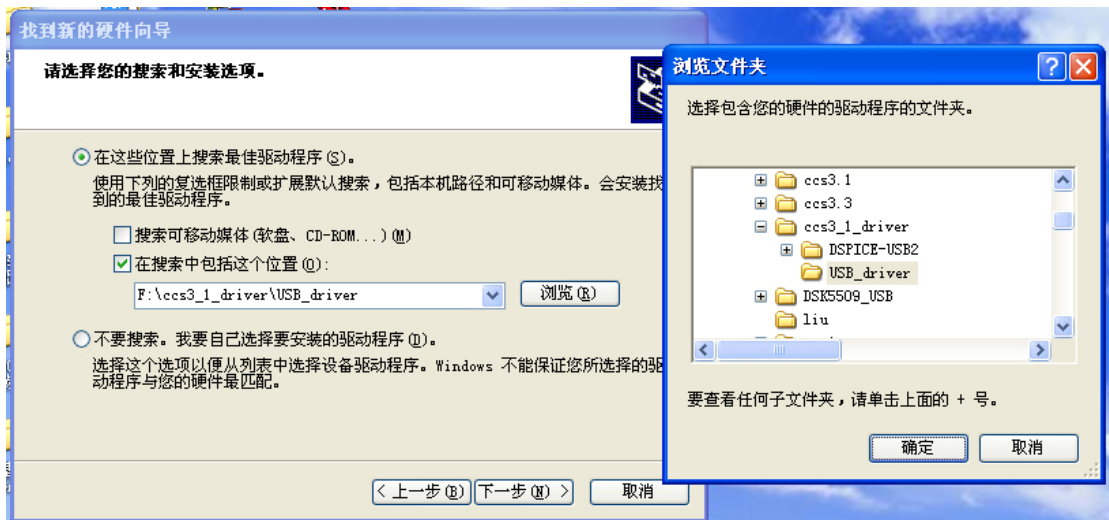 找到新的硬件向导
请选择您的搜索和安装选项。
在这些位置上搜索最佳驱动程序(S)。
使用下列的复选框限制或扩展默认搜索，包括本机路径和可移动媒体。会安装找
到的最佳驱动程序。
搜索可移动媒体(软盘、CD-ROM...)(M)
在搜索中包括这个位置(O):
F:\ccs3_1_driver\USB_driver
浏览(R)
不要搜索。我要自己选择要安装的驱动程序(D)。
选择这个选项以便从列表中选择设备驱动程序。Windows 不能保证您所选择的驱
动程序与您的硬件最匹配。
< 上一步(B)
下一步(N) >
取消
浏览文件夹
选择包含您的硬件的驱动程序的文件夹。
ccs3.1
ccs3.3
ccs3_1_driver
DSPICE-USB2
USB_driver
DSK5509_USB
liu
要查看任何子文件夹，请单击上面的 + 号。
确定
取消